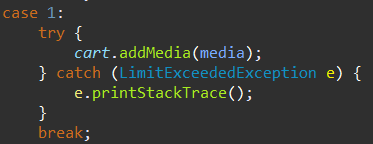 case 1:
    try {
        cart.addMedia(media);
    } catch (LimitExceededException e) {
        e.printStackTrace();
    }
    break;